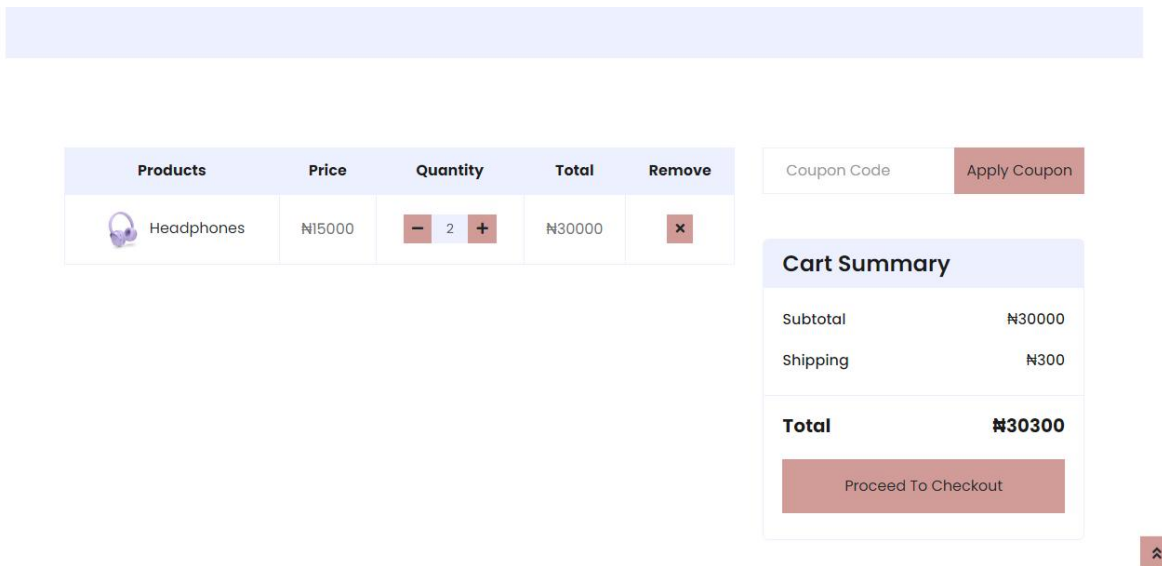 Products Price Quantity Total Remove
Headphones ₦15000 2 ₦30000
Coupon Code Apply Coupon
Cart Summary
Subtotal ₦30000
Shipping ₦300
Total ₦30300
Proceed To Checkout